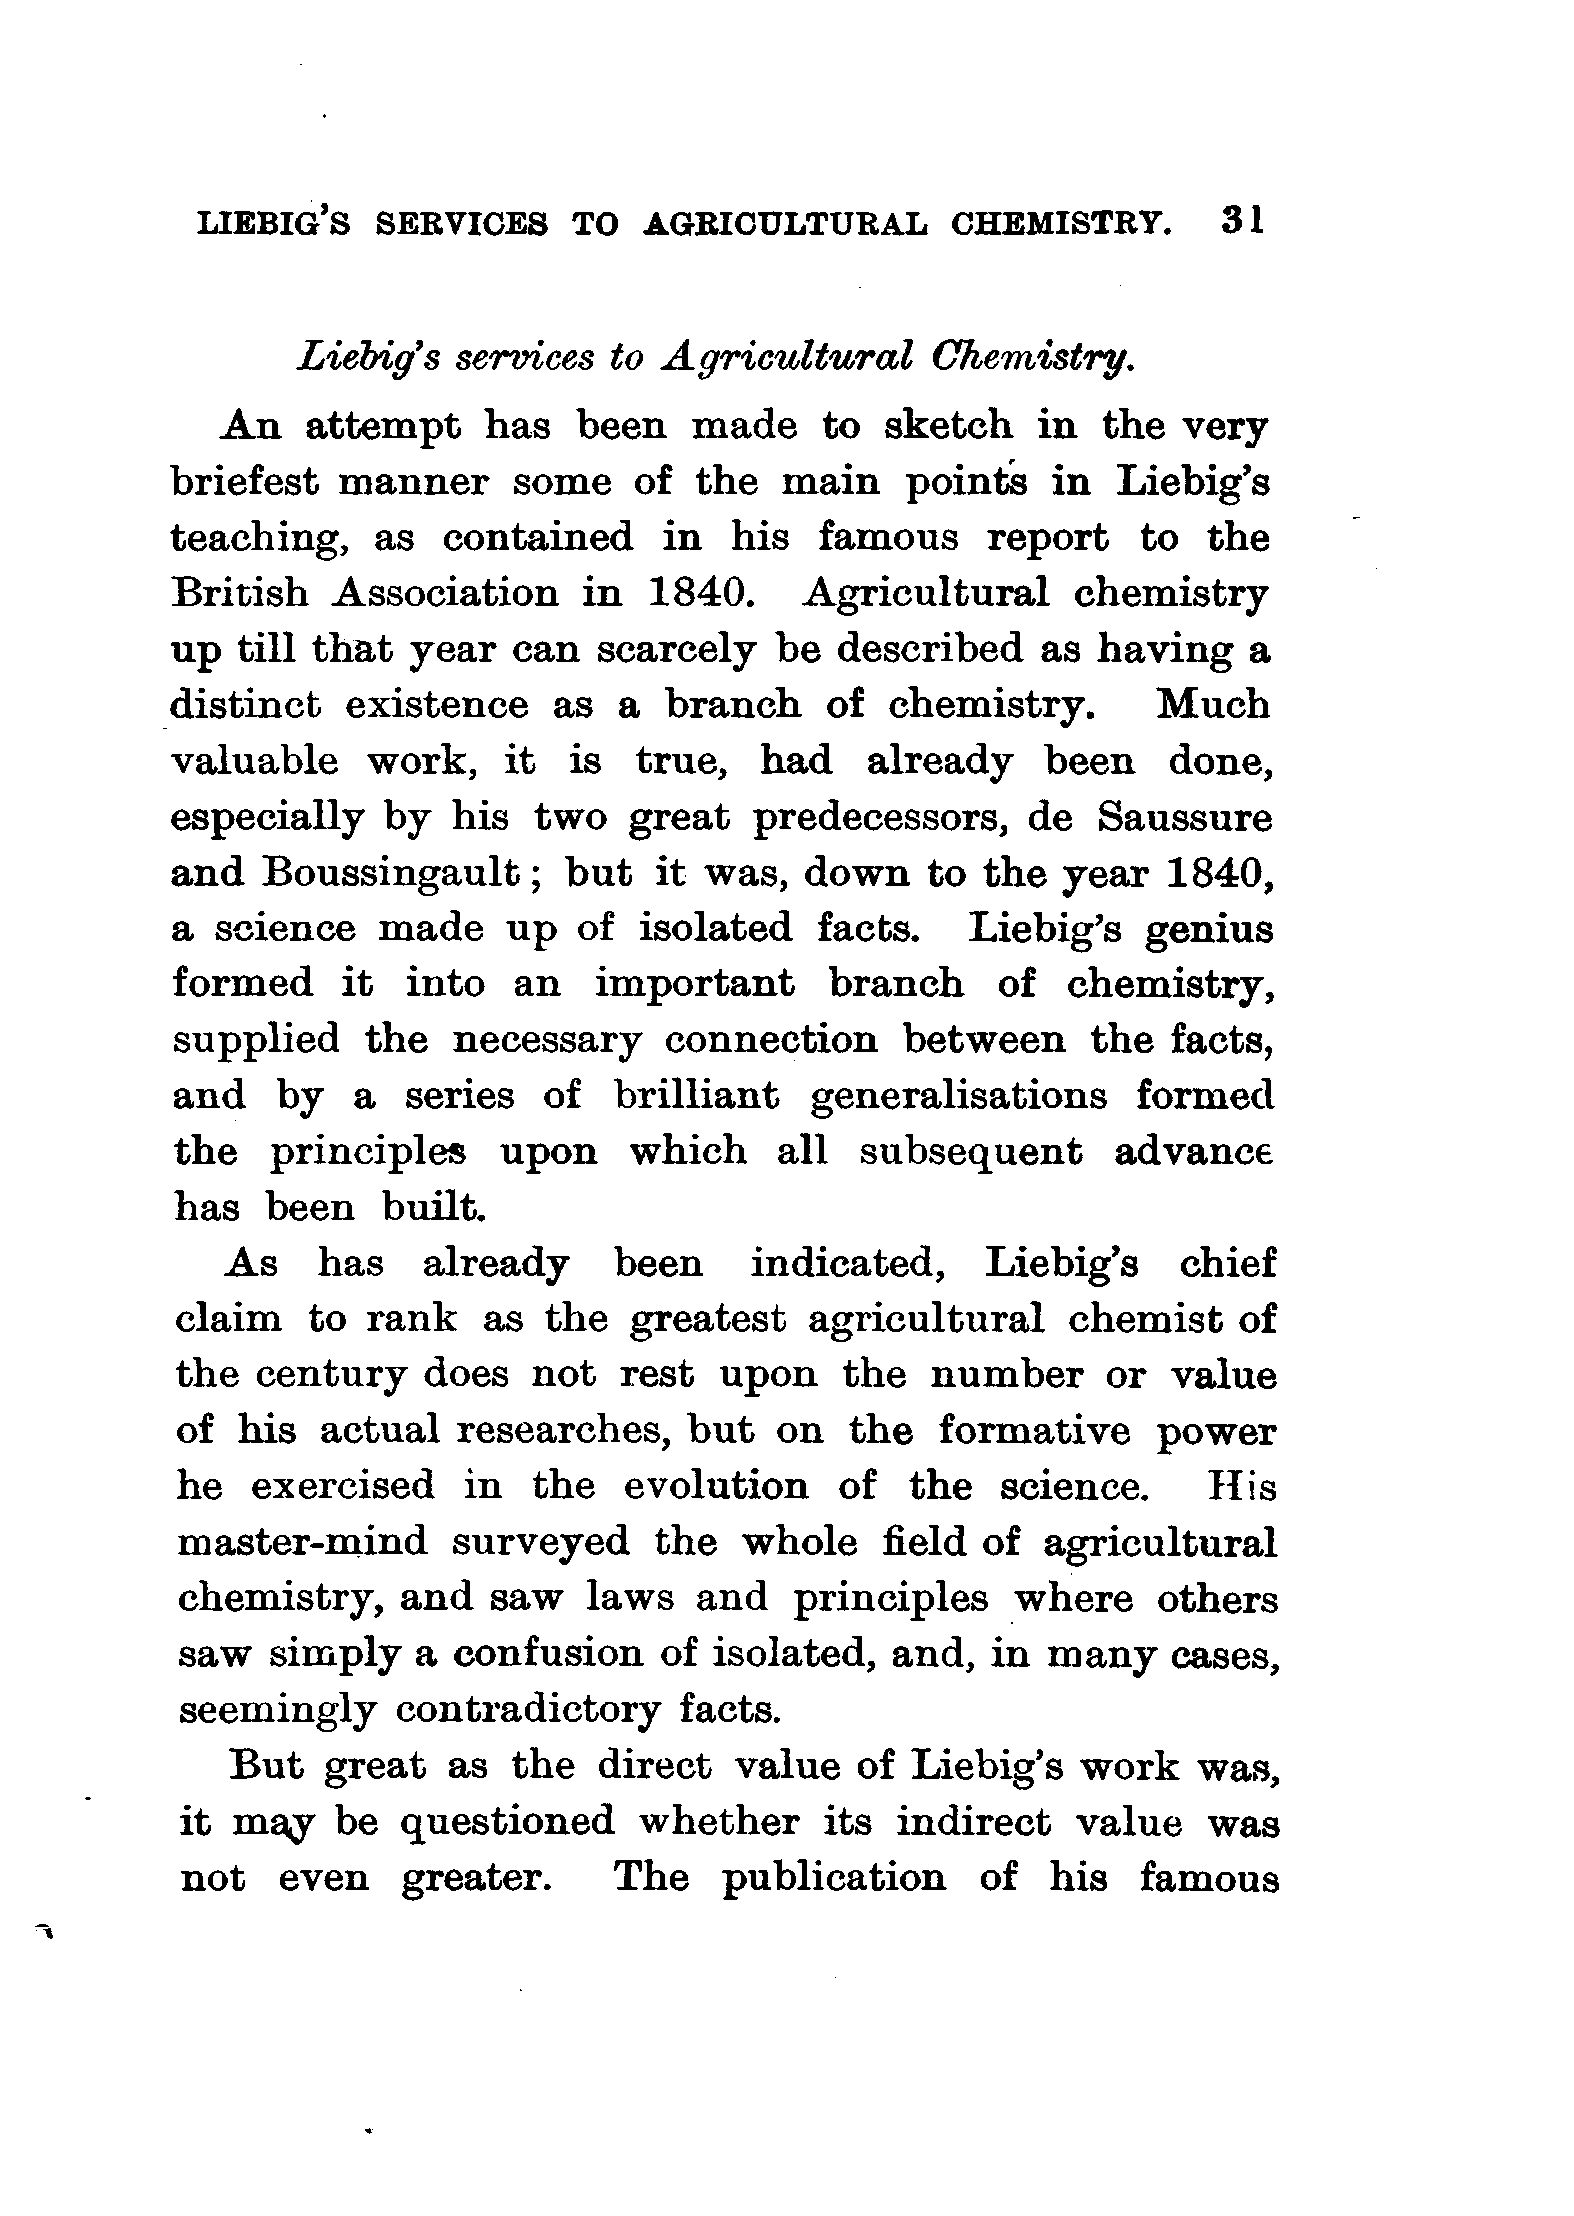 LIEBIG'S SERVICES TO AGRICULTURAL CHEMISTRY. 31
Liebig's services to Agricultural Chemistry.
An attempt has been made to sketch in the very
briefest manner some of the main points in Liebig's
teaching, as contained in his famous report to the
British Association in 1840. Agricultural chemistry
up till that year can scarcely be described as having a
distinct existence as a branch of chemistry. Much
valuable work, it is true, had already been done,
especially by his two great predecessors, de Saussure
and Boussingault; but it was, down to the year 1840,
a science made up of isolated facts. Liebig's genius
formed it into an important branch of chemistry,
supplied the necessary connection between the facts,
and by a series of brilliant generalisations formed
the principles upon which all subsequent advance
has been built.
As has already been indicated, Liebig's chief
claim to rank as the greatest agricultural chemist of
the century does not rest upon the number or value
of his actual researches, but on the formative power
he exercised in the evolution of the science. His
master-mind surveyed the whole field of agricultural
chemistry, and saw laws and principles where others
saw simply a confusion of isolated, and, in many cases,
seemingly contradictory facts.
But great as the direct value of Liebig's work was,
it may be questioned whether its indirect value was
not even greater. The publication of his famous